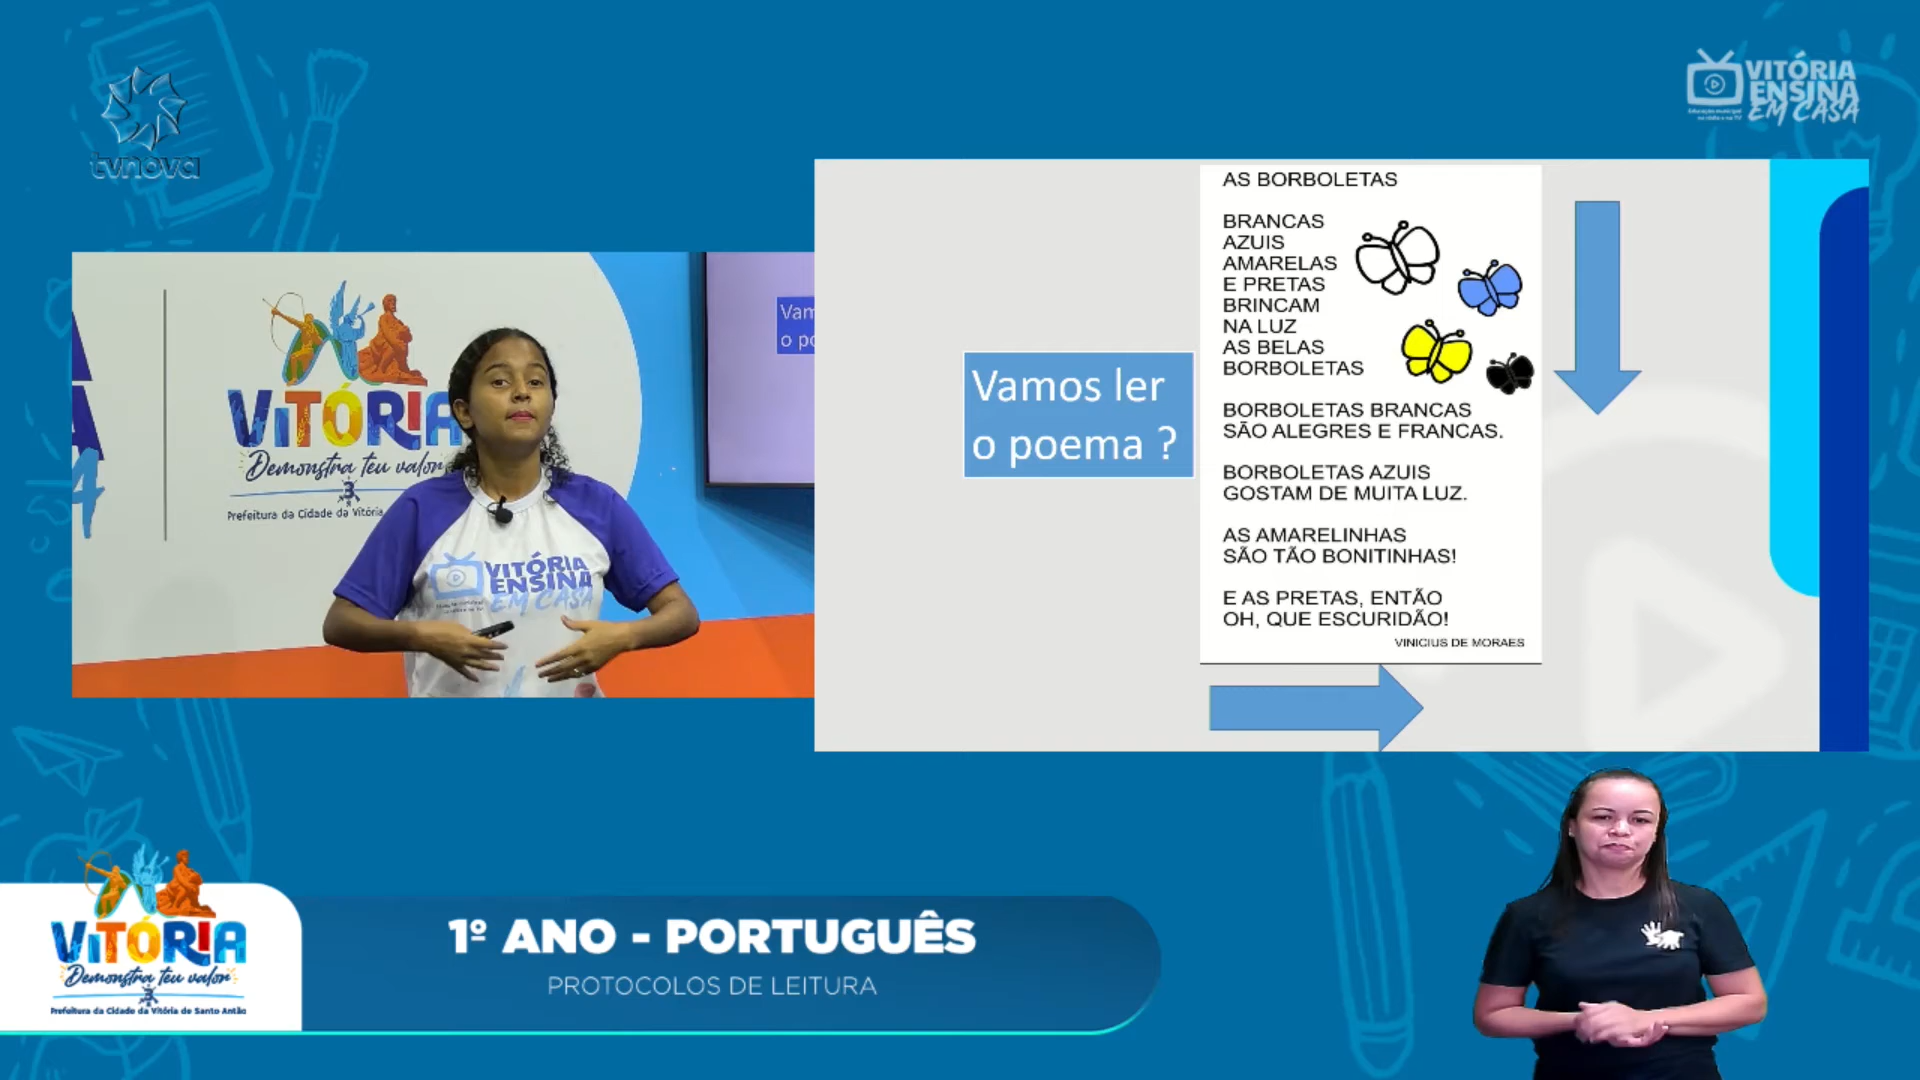 tvnova
VITÓRIA
ENSINA
EM CASA
AS BORBOLETAS
BRANCAS
AZUIS
AMARELAS
E PRETAS
BRINCAM
NA LUZ
AS BELAS
BORBOLETAS
BORBOLETAS BRANCAS
SÃO ALEGRES E FRANCAS.
BORBOLETAS AZUIS
GOSTAM DE MUITA LUZ.
AS AMARELINHAS
SÃO TÃO BONITINHAS!
E AS PRETAS, ENTÃO
OH, QUE ESCURIDÃO!
VINICIUS DE MORAES
Vamos ler
o poema ?
Vam
o po
VITÓRIA
Demonstra teu valor
Prefeitura da Cidade da Vitória
VITÓRIA
ENSINA
EM CASA
1º ANO - PORTUGUÊS
PROTOCOLOS DE LEITURA
VITÓRIA
Demonstra teu valor
Prefeitura da Cidade da Vitória de Santo Antão